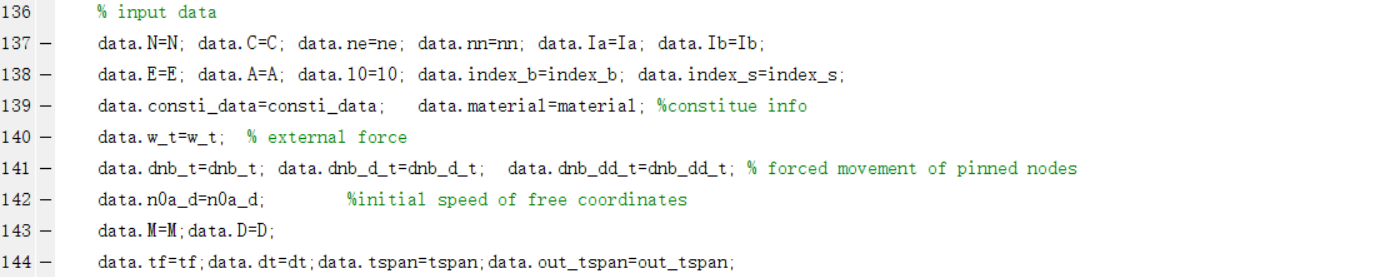 136 % input data
137 – data.N=N; data.C=C; data.ne=ne; data.nn=nn; data.Ia=Ia; data.Ib=Ib;
138 – data.E=E; data.A=A; data.l0=l0; data.index_b=index_b; data.index_s=index_s;
139 – data.consti_data=consti_data; data.material=material; %constitue info
140 – data.w_t=w_t; % external force
141 – data.dnb_t=dnb_t; data.dnb_d_t=dnb_d_t; data.dnb_dd_t=dnb_dd_t; % forced movement of pinned nodes
142 – data.n0a_d=n0a_d; %initial speed of free coordinates
143 – data.M=M;data.D=D;
144 – data.tf=tf;data.dt=dt;data.tspan=tspan;data.out_tspan=out_tspan;